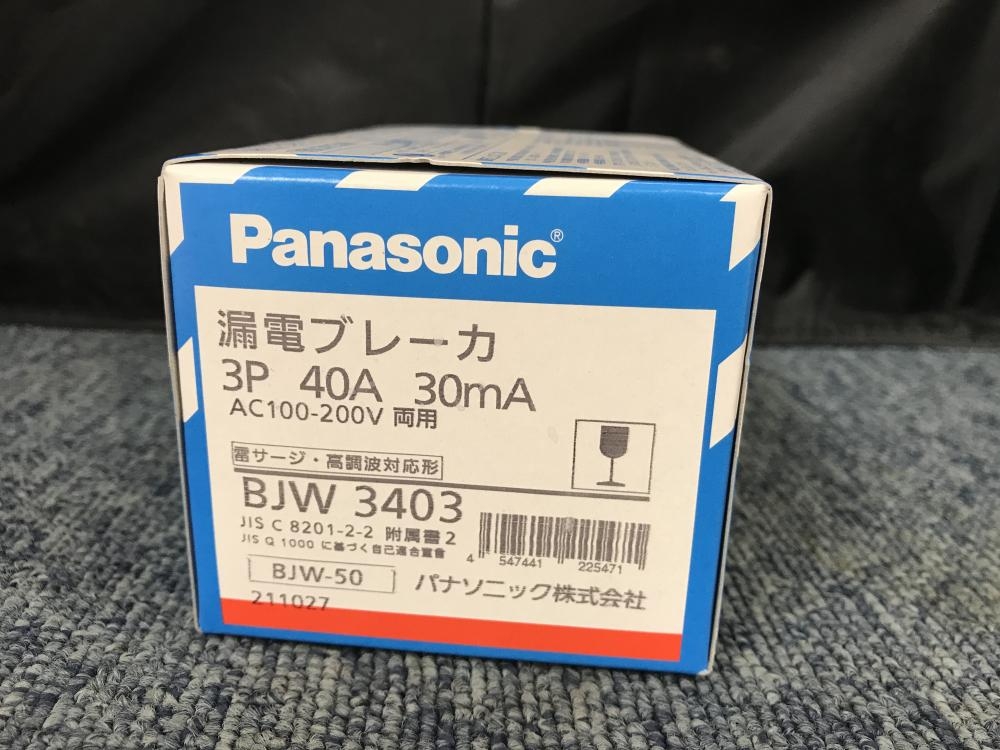 Panasonic®
漏電ブレーカ
3P 40A 30mA
AC100-200V 両用
雷サージ・高調波対応形
BJW 3403
JIS C 8201-2-2 附属書2
JIS Q 1000 に基づく自己適合宣言
4 547441 225471
BJW-50
パナソニック株式会社
211027